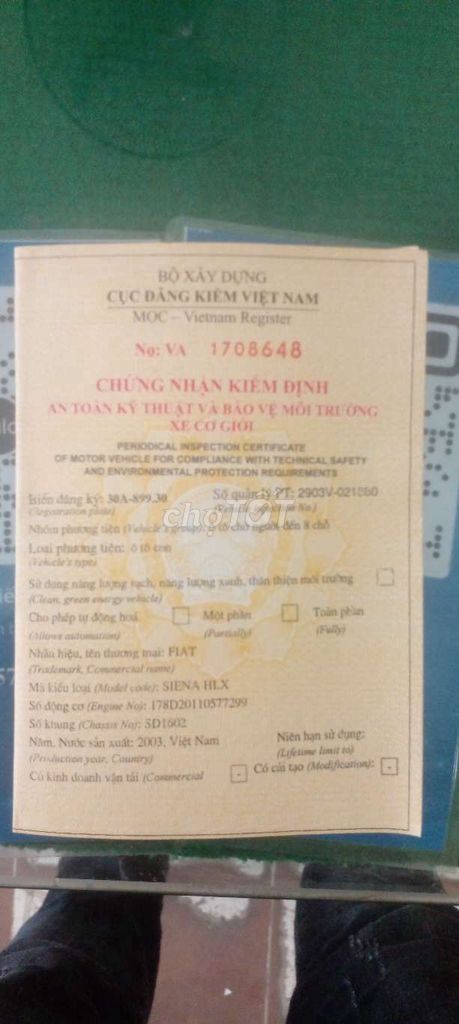 BỘ XÂY DỰNG
CỤC ĐĂNG KIỂM VIỆT NAM
MOC – Vietnam Register
No: VA 1708648
CHỨNG NHẬN KIỂM ĐỊNH
AN TOÀN KỸ THUẬT VÀ BẢO VỆ MÔI TRƯỜNG
XE CƠ GIỚI
PERIODICAL INSPECTION CERTIFICATE
OF MOTOR VEHICLE FOR COMPLIANCE WITH TECHNICAL SAFETY
AND ENVIRONMENTAL PROTECTION REQUIREMENTS
Biển đăng ký: 30A-899.30 Số quản lý PT: 2903V-021
(Registration plate) (Vehicle Inspection No.)
chợTỐT
Nhóm phương tiện (Vehicle's group): ô tô chở người đến 8 chỗ
Loại phương tiện: ô tô con
(Vehicle's type)
Sử dụng năng lượng sạch, năng lượng xanh, thân thiện môi trường
(Clean, green energy vehicle)
Cho phép tự động hoá Một phần Toàn phần
(Allows automation) (Partially) (Fully)
Nhãn hiệu, tên thương mại: FIAT
(Trademark, Commercial name)
Mã kiểu loại (Model code): SIENA HLX
Số động cơ (Engine No): 178D20110577299
Số khung (Chassis No): SD1602
Năm, Nước sản xuất: 2003, Việt Nam Niên hạn sử dụng:
(Production year, Country) (Lifetime limit to)
Có kinh doanh vận tải (Commercial - Có cải tạo (Modification): -